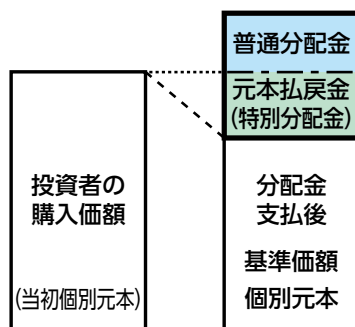 普通分配金
元本払戻金
(特別分配金)
投資者の
購入価額
(当初個別元本)
分配金
支払後
基準価額
個別元本